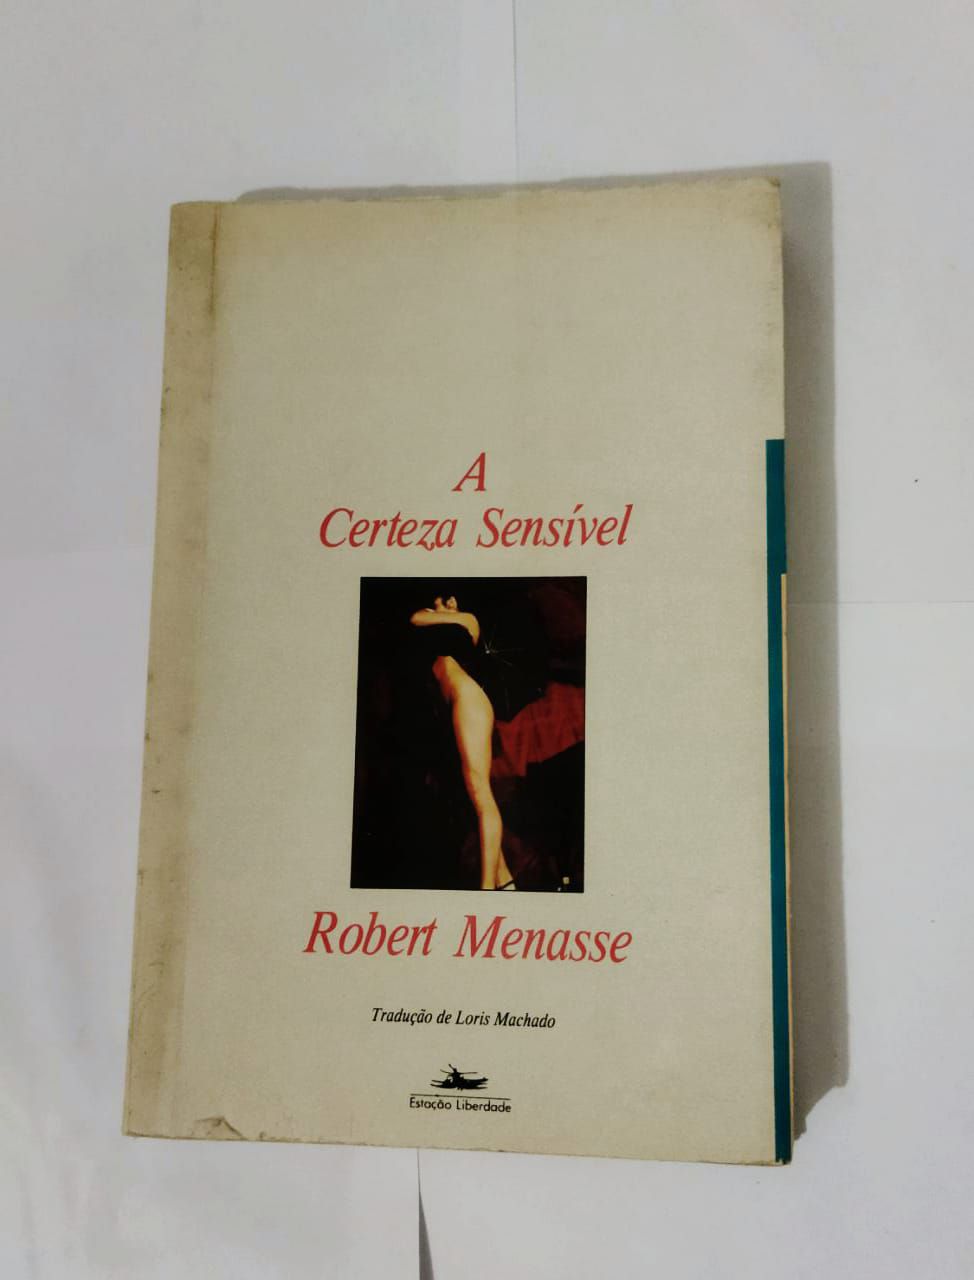 A
Certeza Sensível
Robert Menasse
Tradução de Loris Machado
Estação Liberdade